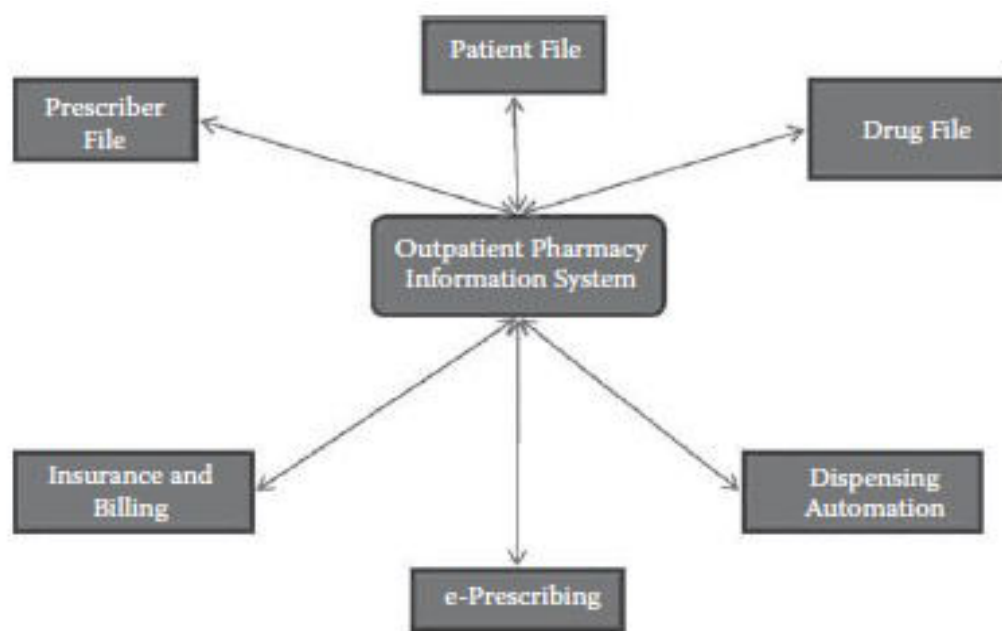 Patient File
Prescriber
File
Drug File
Outpatient Pharmacy
Information System
Insurance and
Billing
Dispensing
Automation
e-Prescribing